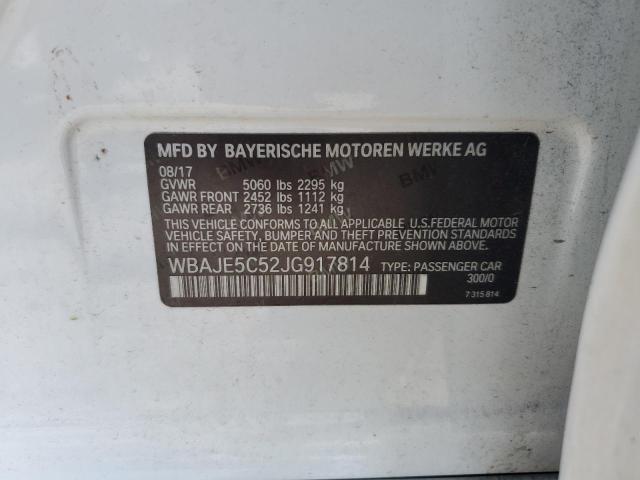 MFD BY BAYERISCHE MOTOREN WERKE AG
08/17
GVWR 5060 lbs 2295 kg
GAWR FRONT 2452 lbs 1112 kg
GAWR REAR 2736 lbs 1241 kg
THIS VEHICLE CONFORMS TO ALL APPLICABLE U.S.FEDERAL MOTOR
VEHICLE SAFETY, BUMPER AND THEFT PREVENTION STANDARDS
IN EFFECT ON THE DATE OF MANUFACTURE SHOWN ABOVE.
WBAJE5C52JG917814 TYPE: PASSENGER CAR
300/0
7 315 814